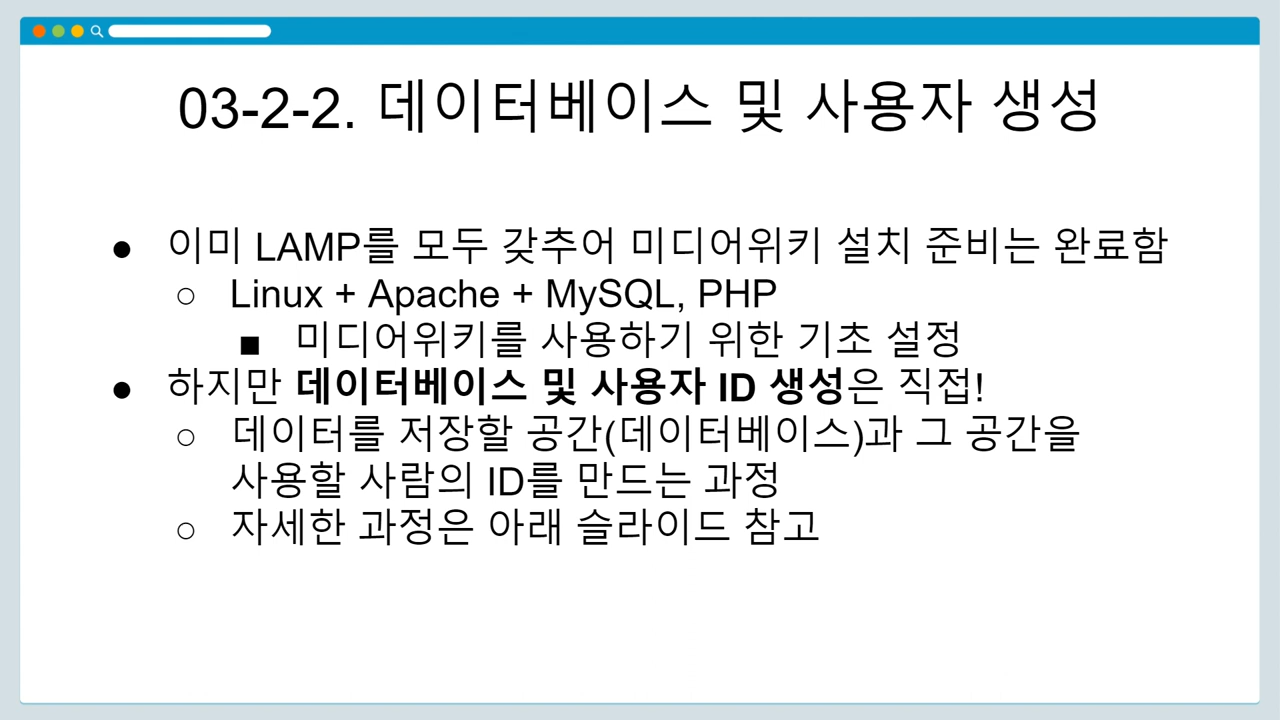 03-2-2. 데이터베이스 및 사용자 생성
● 이미 LAMP를 모두 갖추어 미디어위키 설치 준비는 완료함
○ Linux + Apache + MySQL, PHP
■ 미디어위키를 사용하기 위한 기초 설정
● 하지만 데이터베이스 및 사용자 ID 생성은 직접!
○ 데이터를 저장할 공간(데이터베이스)과 그 공간을
사용할 사람의 ID를 만드는 과정
○ 자세한 과정은 아래 슬라이드 참고